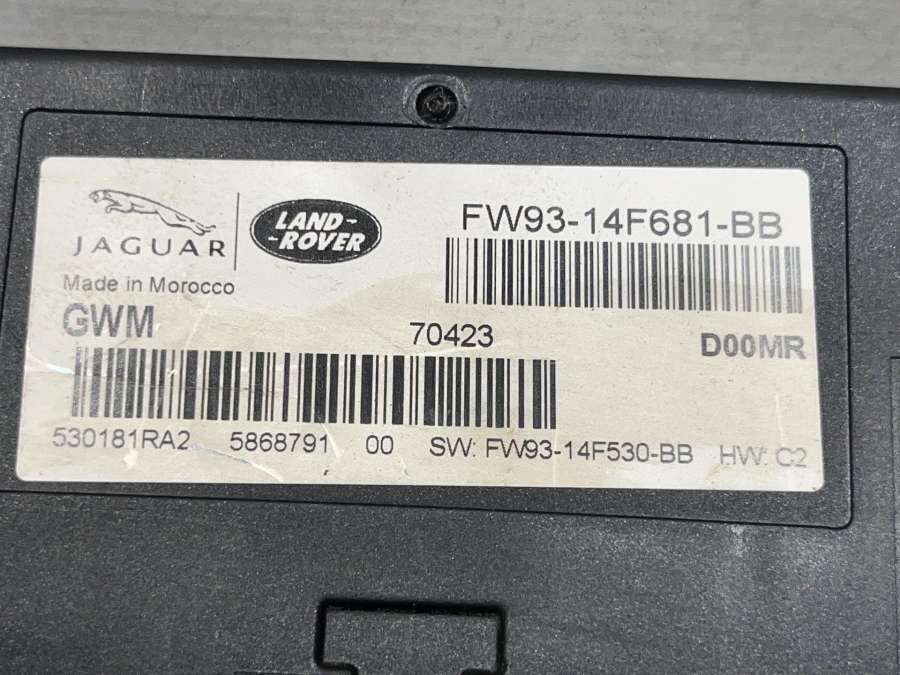 JAGUAR
LAND-
-ROVER
FW93-14F681-BB
Made in Morocco
GWM
70423
D00MR
530181RA2 5868791 00 SW: FW93-14F530-BB HW: C2